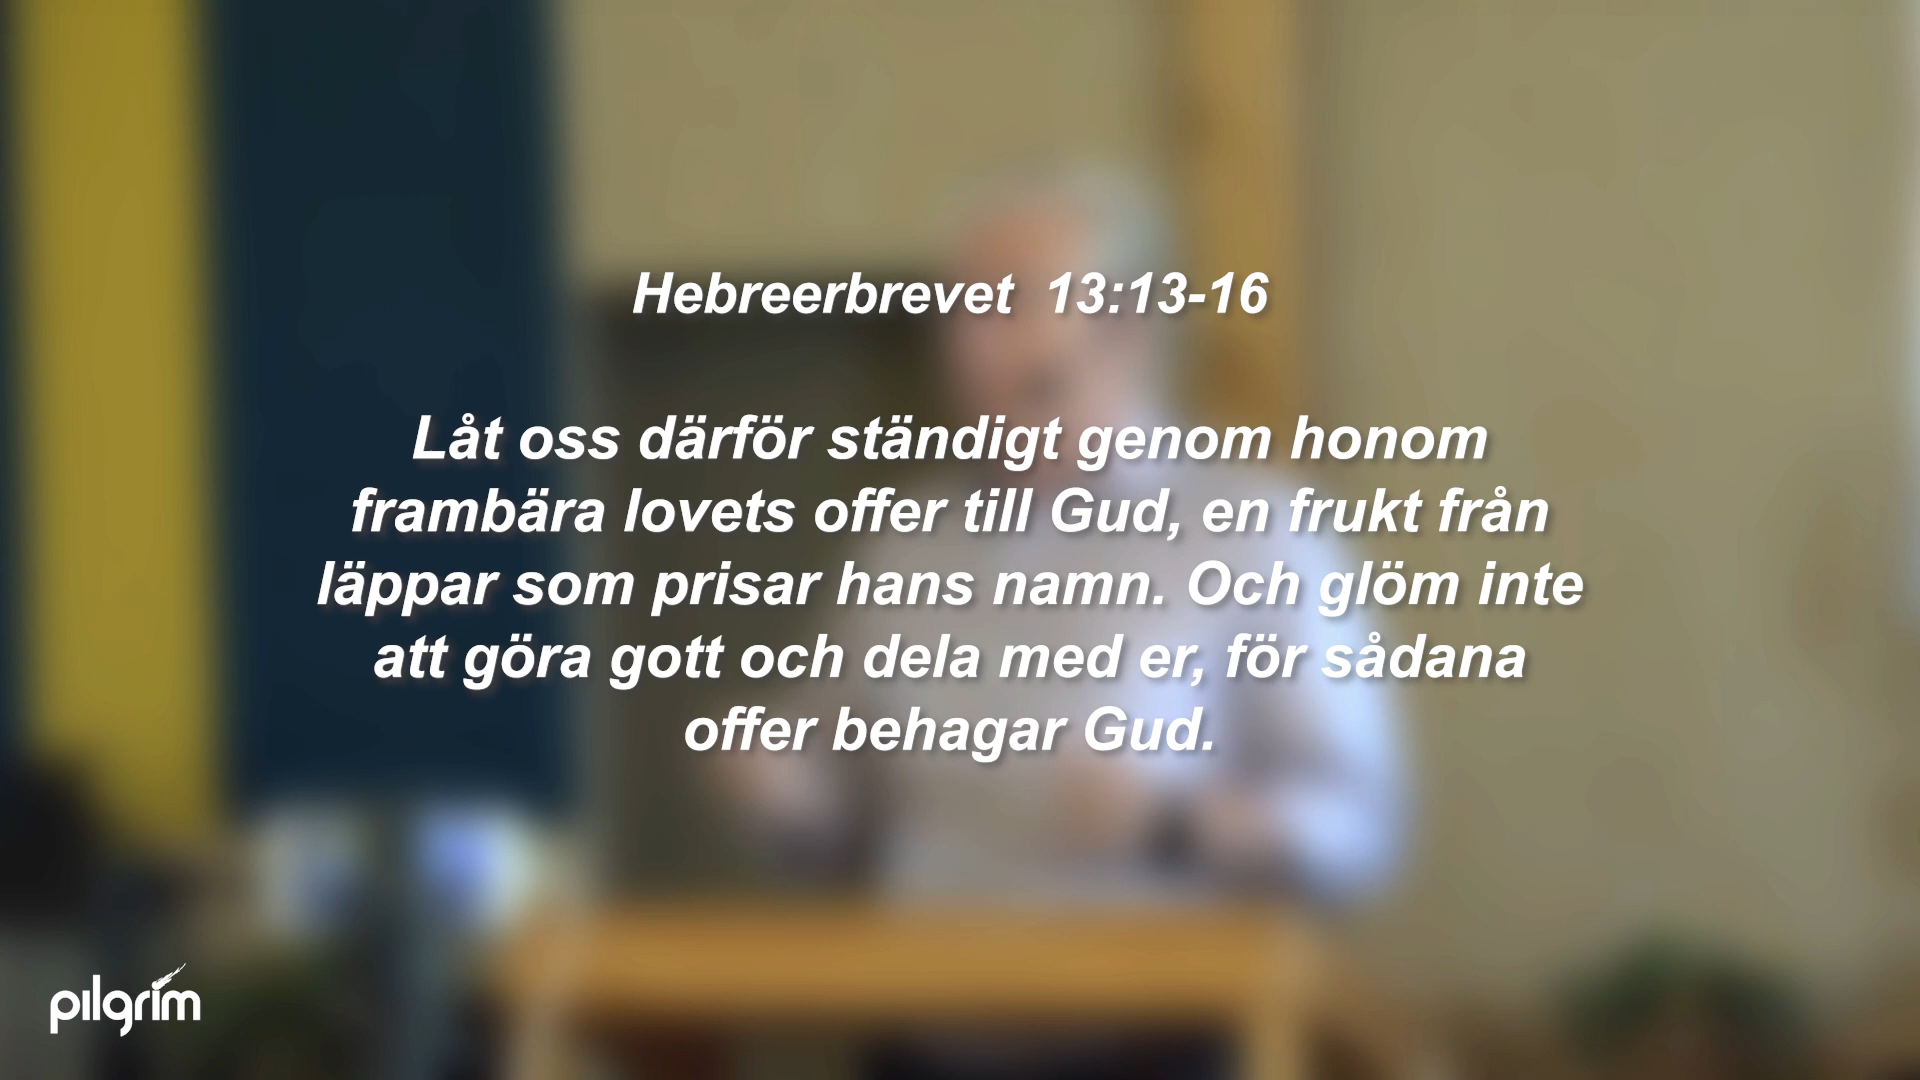 Hebreerbrevet 13:13-16
Låt oss därför ständigt genom honom
frambära lovets offer till Gud, en frukt från
läppar som prisar hans namn. Och glöm inte
att göra gott och dela med er, för sådana
offer behagar Gud.
pilgrim